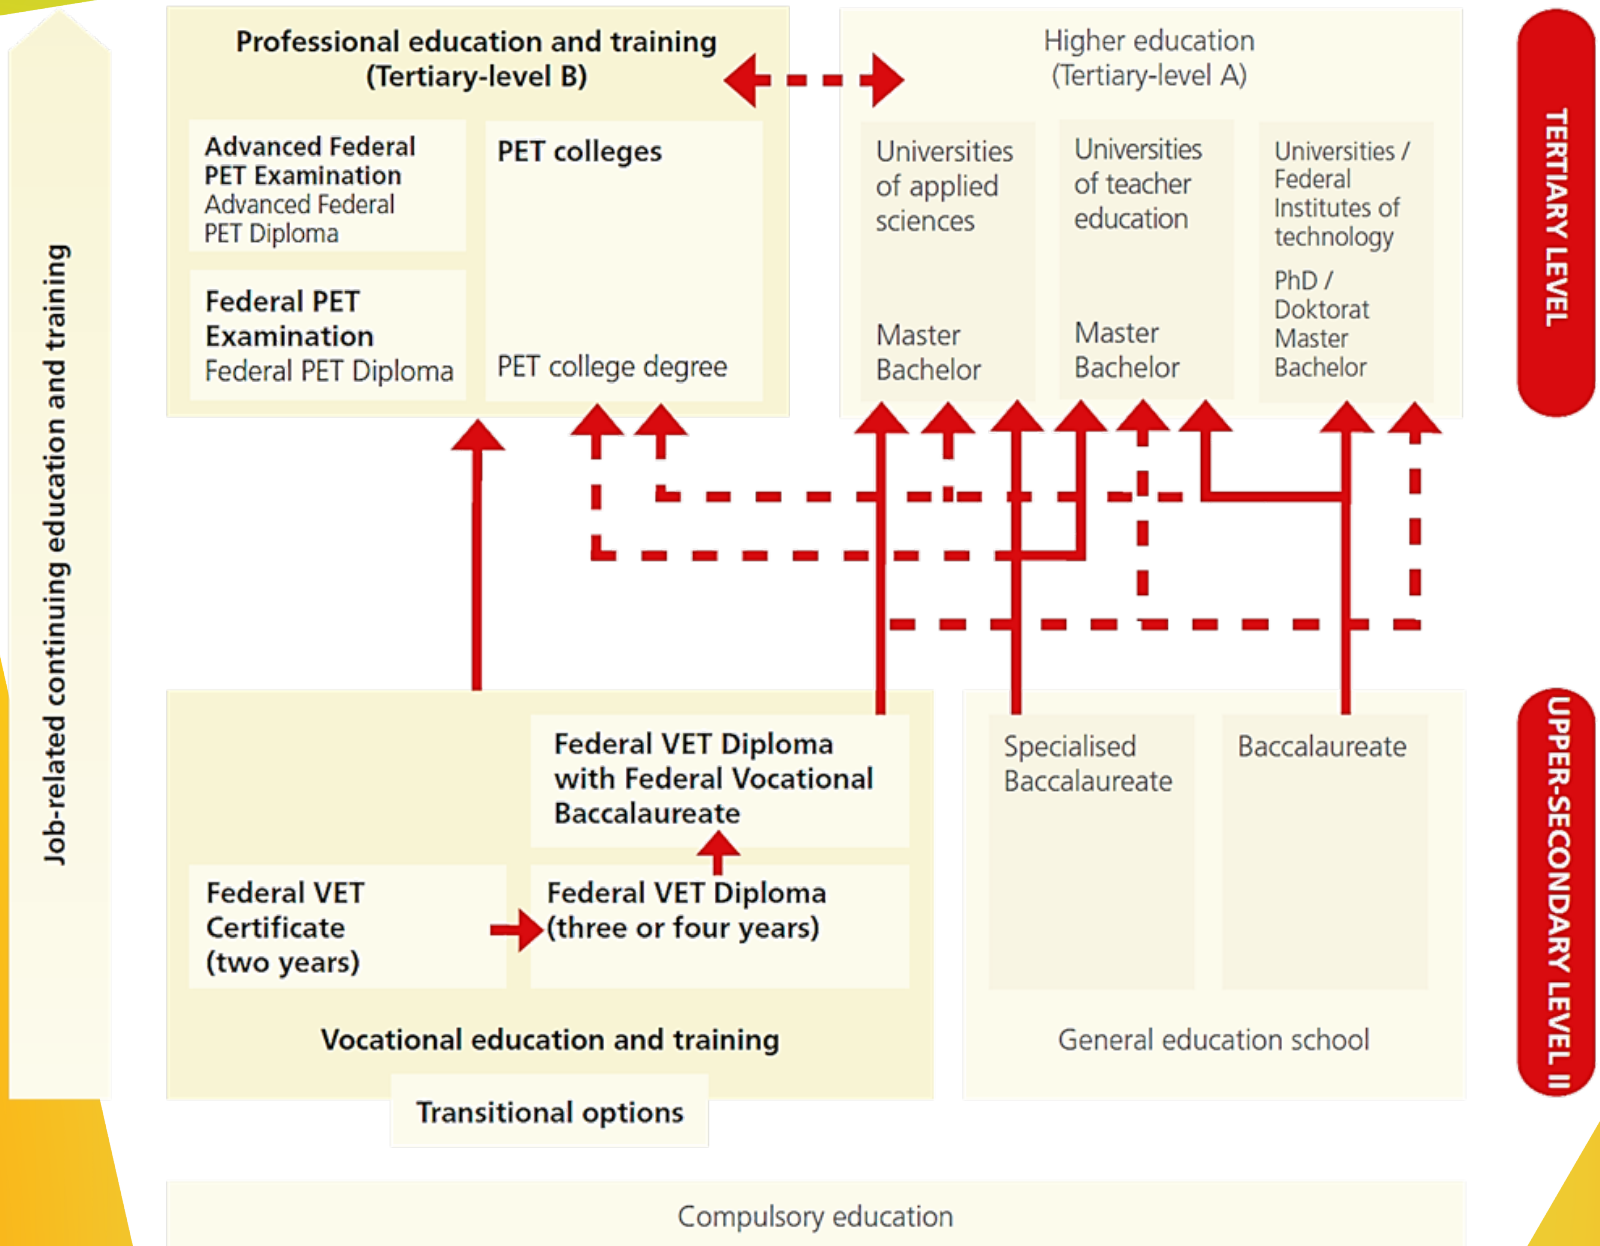 Job-related continuing education and training
Professional education and training
(Tertiary-level B)
Advanced Federal
PET Examination
Advanced Federal
PET Diploma
Federal PET
Examination
Federal PET Diploma
PET colleges
PET college degree
Higher education
(Tertiary-level A)
Universities
of applied
sciences
Master
Bachelor
Universities
of teacher
education
Master
Bachelor
Universities /
Federal
Institutes of
technology
PhD /
Doktorat
Master
Bachelor
TERTIARY LEVEL
Federal VET Diploma
with Federal Vocational
Baccalaureate
Federal VET
Certificate
(two years)
Federal VET Diploma
(three or four years)
Vocational education and training
Transitional options
Specialised
Baccalaureate
Baccalaureate
General education school
UPPER-SECONDARY LEVEL II
Compulsory education